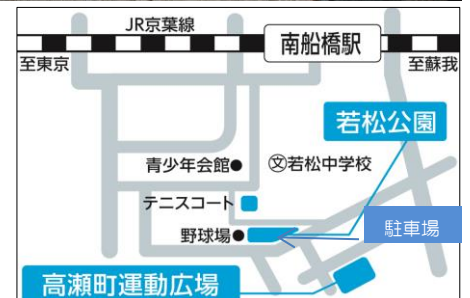 JR京葉線
南船橋駅
至東京
至蘇我
若松公園
青少年会館●
㊫若松中学校
テニスコート
野球場●
駐車場
高瀬町運動広場